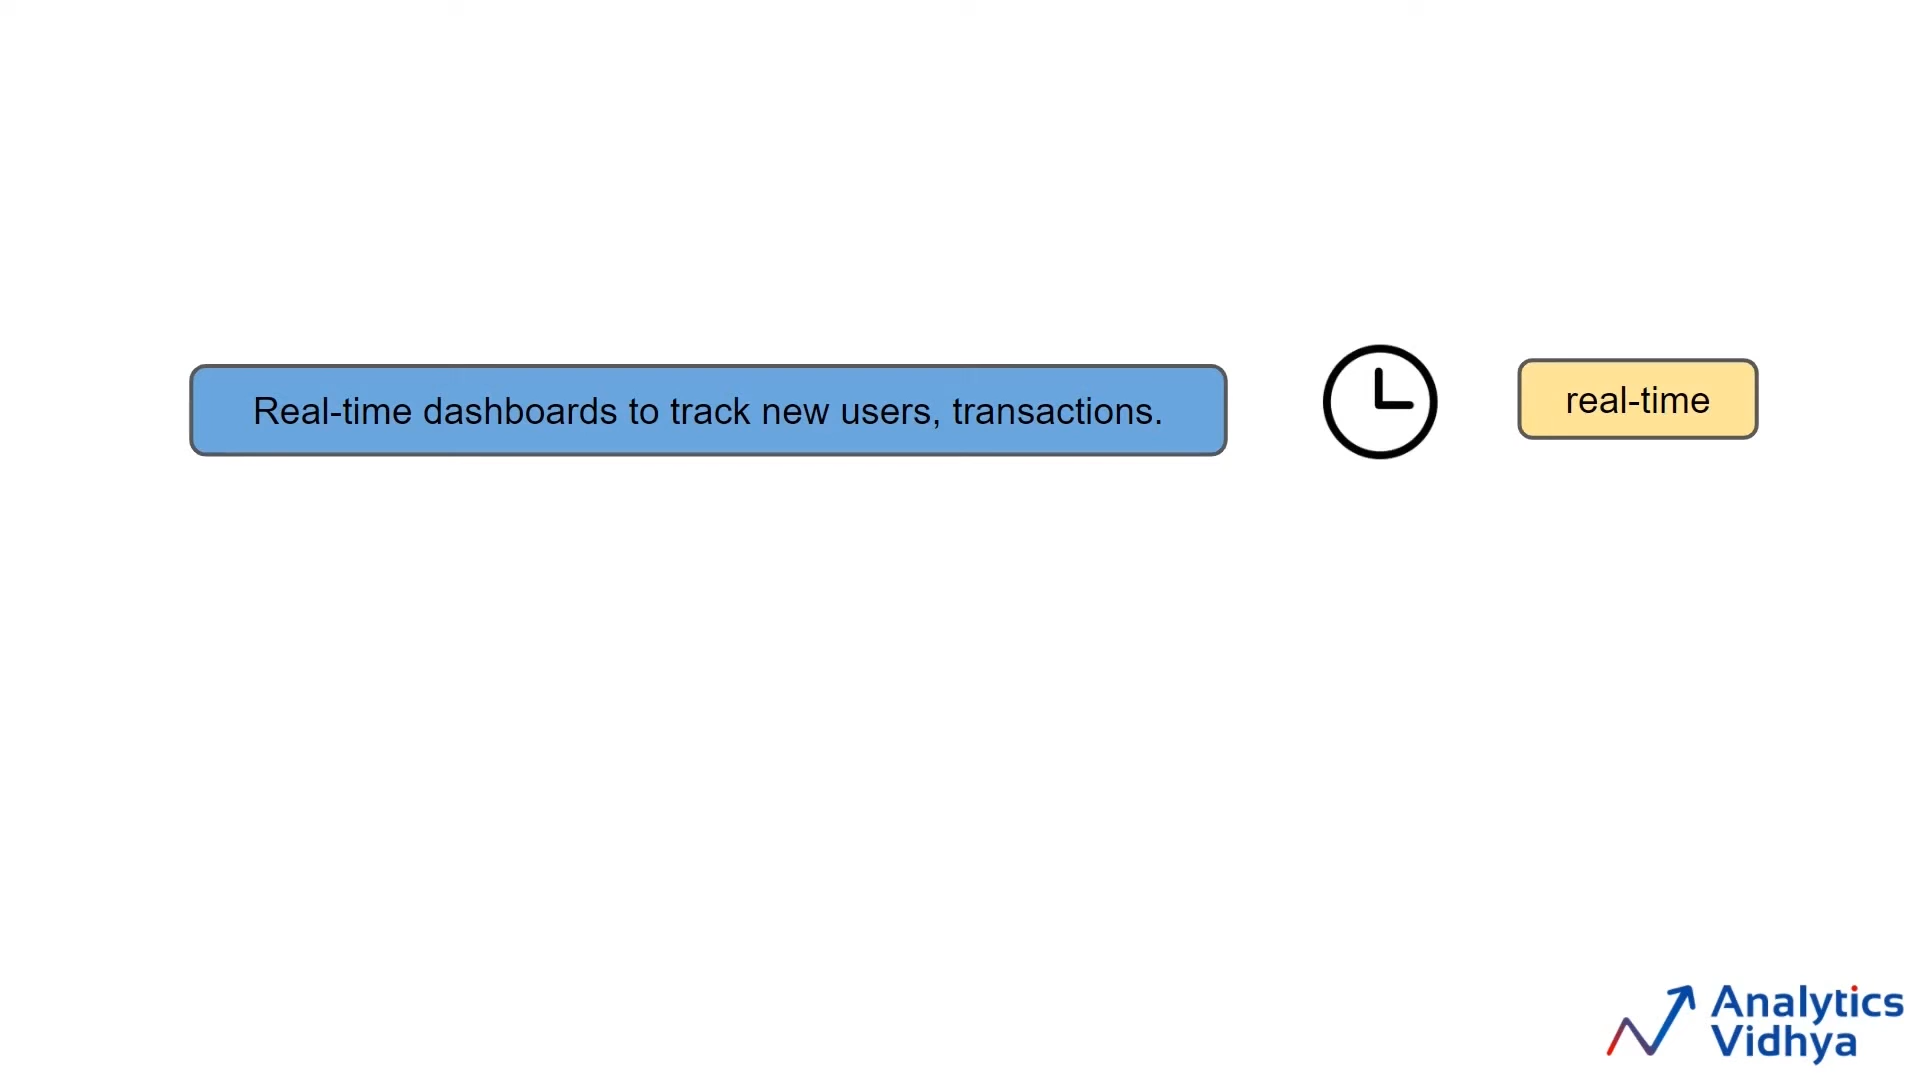 Real-time dashboards to track new users, transactions.
real-time
Analytics
Vidhya